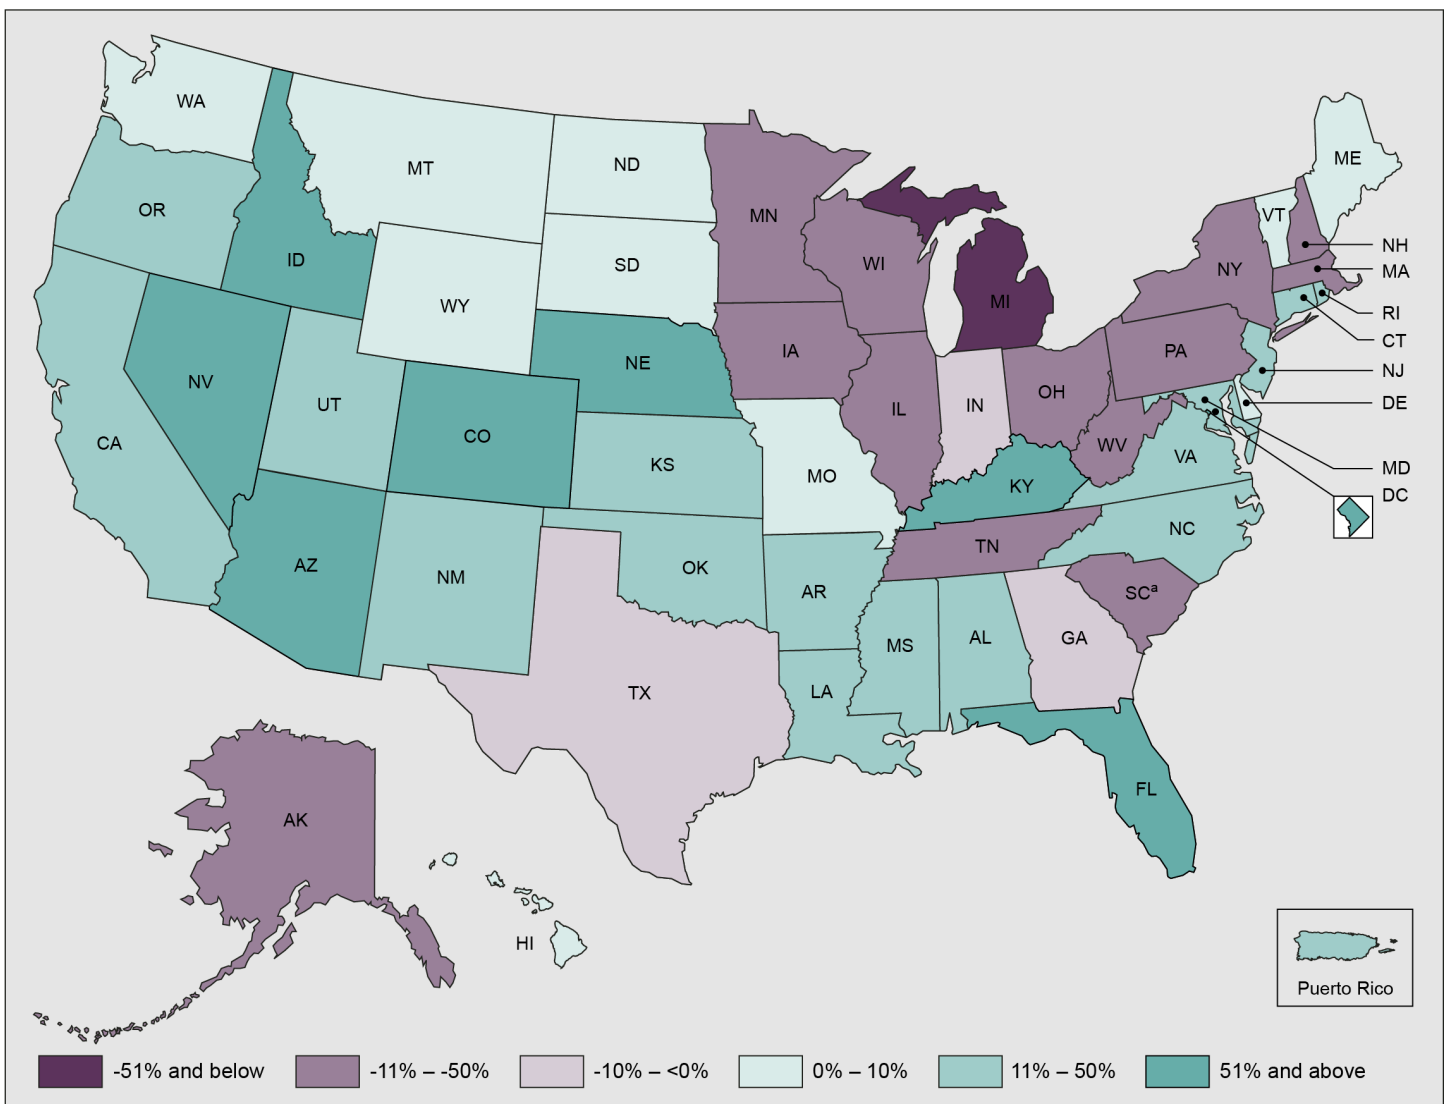 WA
MT
ND
ME
OR
MN
VT
ID
SD
WI
NY
NH
MA
WY
MI
RI
NV
NE
IA
PA
CT
UT
CO
IL
IN
OH
NJ
CA
KS
MO
WV
VA
DE
KY
MD
DC
AZ
NM
OK
AR
TN
NC
SCª
MS
AL
GA
TX
LA
FL
AK
HI
Puerto Rico
-51% and below
-11% – -50%
-10% – <0%
0% – 10%
11% – 50%
51% and above